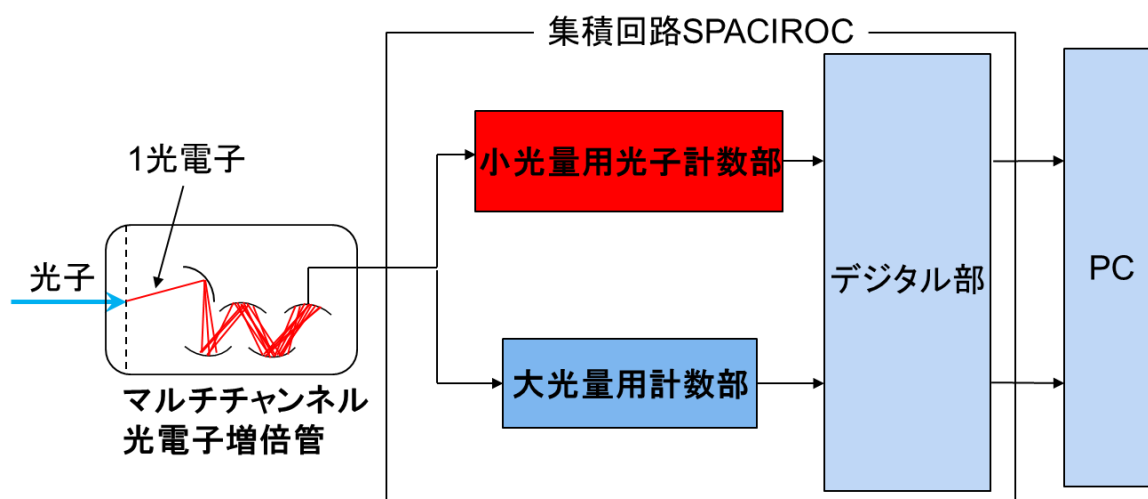 集積回路SPACIROC
1光電子
小光量用光子計数部
光子
デジタル部
PC
大光量用計数部
マルチチャンネル
光電子増倍管